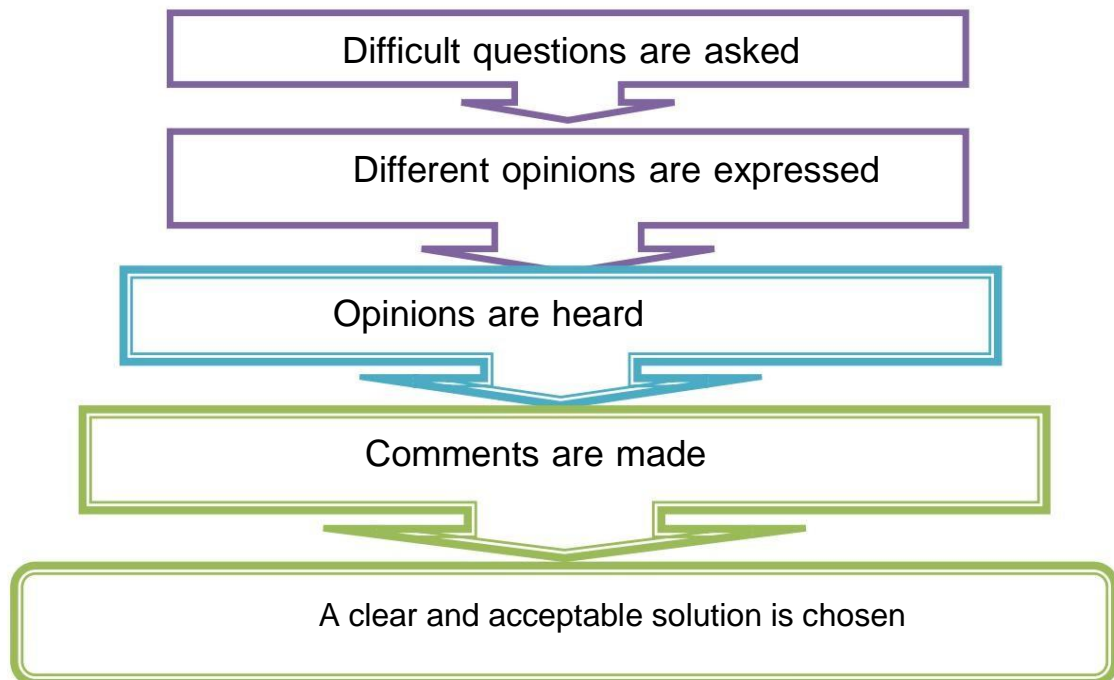 Difficult questions are asked
Different opinions are expressed
Opinions are heard
Comments are made
A clear and acceptable solution is chosen